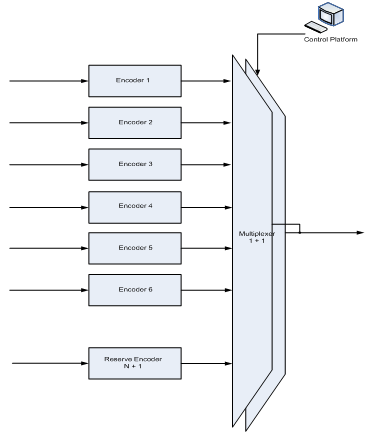 Control Platform
Encoder 1
Encoder 2
Encoder 3
Encoder 4
Encoder 5
Encoder 6
Multiplexer
1 + 1
Reserve Encoder
N + 1